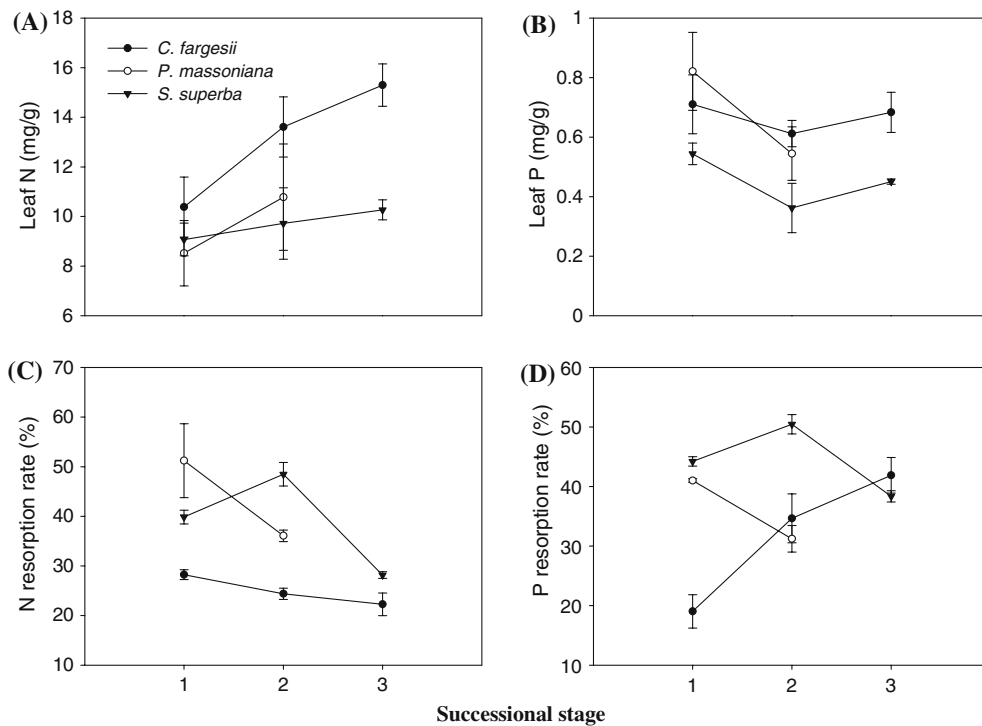 (A)
18
16
14
12
10
8
6
Leaf N (mg/g)
C. fargesii
P. massoniana
S. superba
(B)
1
0.8
0.6
0.4
0.2
0
Leaf P (mg/g)
(C)
70
60
50
40
30
20
10
N resorption rate (%)
1 2 3
(D)
60
50
40
30
20
10
P resorption rate (%)
1 2 3
Successional stage